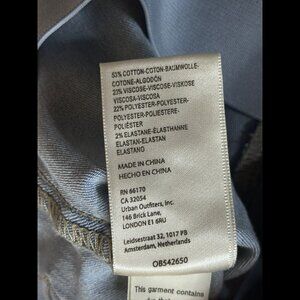 53% COTTON-COTON-BAUMWOLLE-
COTONE-ALGODÓN
23% VISCOSE-VISCOSE-VISKOSE
VISCOSA-VISCOSA
22% POLYESTER-POLYESTER-
POLYESTER-POLIESTERE-
POLIÉSTER
2% ELASTANE-ÉLASTHANNE
ELASTAN-ELASTAN
ELASTANO
MADE IN CHINA
HECHO EN CHINA
RN 66170
CA 32054
Urban Outfitters, Inc.
146 Brick Lane,
LONDON E1 6RU
Leidsestraat 32, 1017 PB
Amsterdam, Netherlands
OB542650
This garment contains